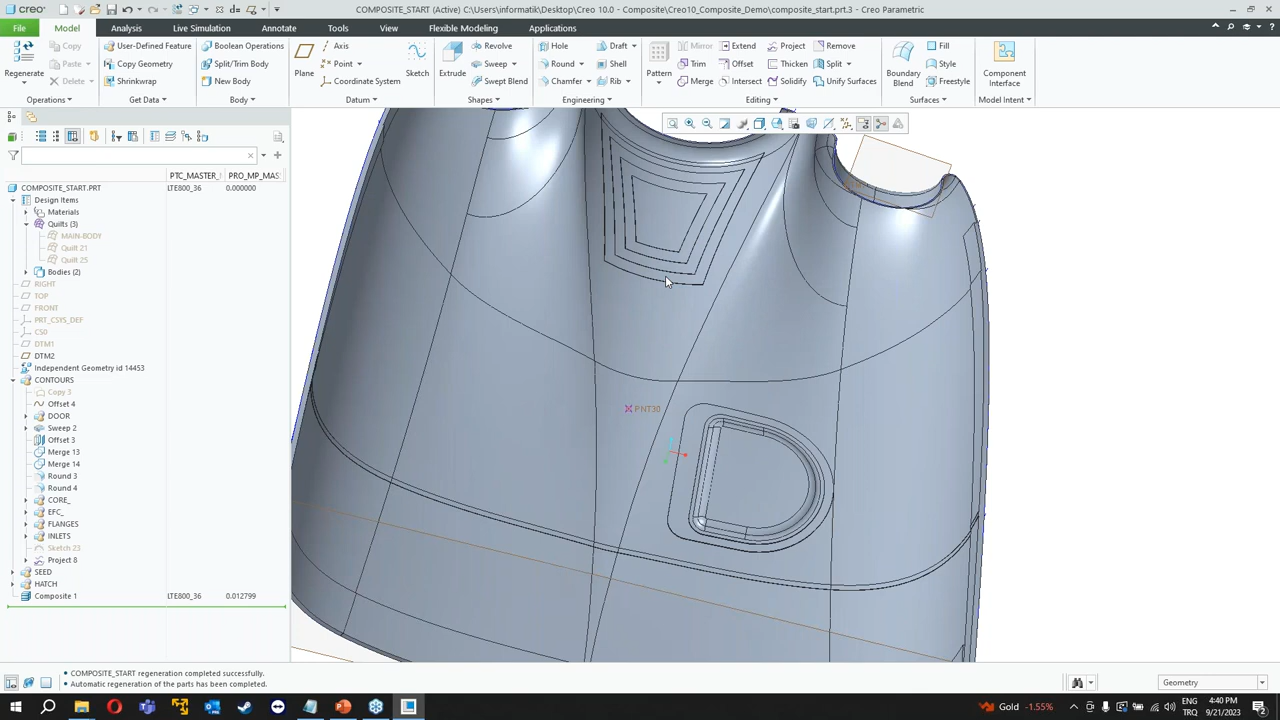 creo
COMPOSITE_START (Active) C:\Users\informatik\Desktop\Creo 10.0 - Composite\Creo10_Composite_Demo\composite_start.prt.3 - Creo Parametric
File Model Analysis Live Simulation Annotate Tools View Flexible Modeling Applications
Regenerate Copy Paste Delete
Operations
User-Defined Feature Copy Geometry Shrinkwrap
Get Data
Boolean Operations Split/Trim Body New Body
Body
Plane Axis Point Coordinate System Sketch
Datum
Extrude Revolve Sweep Swept Blend
Shapes
Hole Round Chamfer Draft Shell Rib
Engineering
Pattern Mirror Trim Merge Extend Offset Intersect Project Thicken Solidify Remove Split Unify Surfaces
Editing
Boundary Blend Fill Style Freestyle
Surfaces
Component Interface
Model Intent
PTC_MASTER_ PRO_MP_MAS
COMPOSITE_START.PRT LTE800_36 0.000000
Design Items
Materials
Quilts (3)
MAIN-BODY
Quilt 21
Quilt 25
Bodies (2)
RIGHT
TOP
FRONT
PRT_CSYS_DEF
CS0
DTM1
DTM2
Independent Geometry id 14453
CONTOURS
Copy 3
Offset 4
DOOR
Sweep 2
Offset 3
Merge 13
Merge 14
Round 3
Round 4
CORE_
EFC_
FLANGES
INLETS
Sketch 23
Project 8
SEED
HATCH
Composite 1 LTE800_36 0.012799
PNT30
• COMPOSITE_START regeneration completed successfully.
• Automatic regeneration of the parts has been completed.
Geometry
Gold -1.55%
ENG
TRQ
4:40 PM
9/21/2023